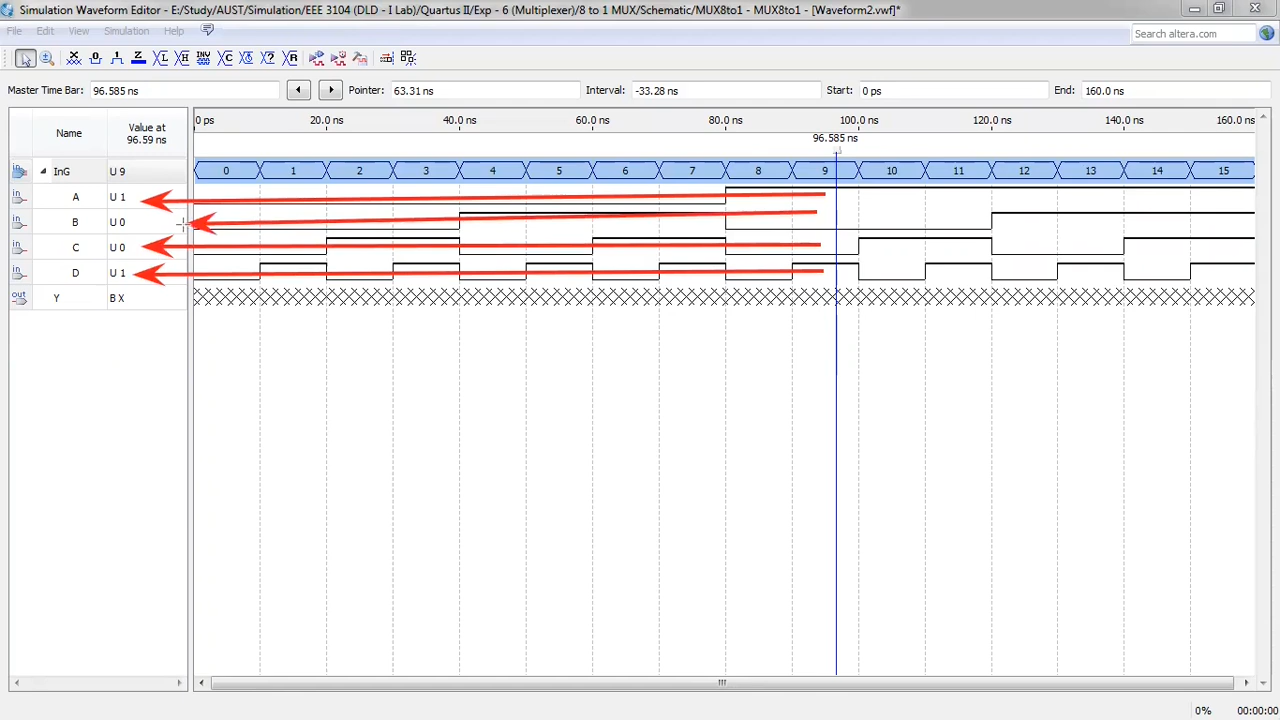 Simulation Waveform Editor - E:/Study/AUST/Simulation/EEE 3104 (DLD - I Lab)/Quartus II/Exp - 6 (Multiplexer)/8 to 1 MUX/Schematic/MUX8to1 - MUX8to1 - [Waveform2.vwf]*
File Edit View Simulation Help Search altera.com
Master Time Bar: 96.585 ns Pointer: 63.31 ns Interval: -33.28 ns Start: 0 ps End: 160.0 ns
Name Value at 96.59 ns
0 ps 20.0 ns 40.0 ns 60.0 ns 80.0 ns 100.0 ns 120.0 ns 140.0 ns 160.0 ns
96.585 ns
InG U 9 0 1 2 3 4 5 6 7 8 9 10 11 12 13 14 15
A U 1
B U 0
C U 0
D U 1
Y B X
0% 00:00:00